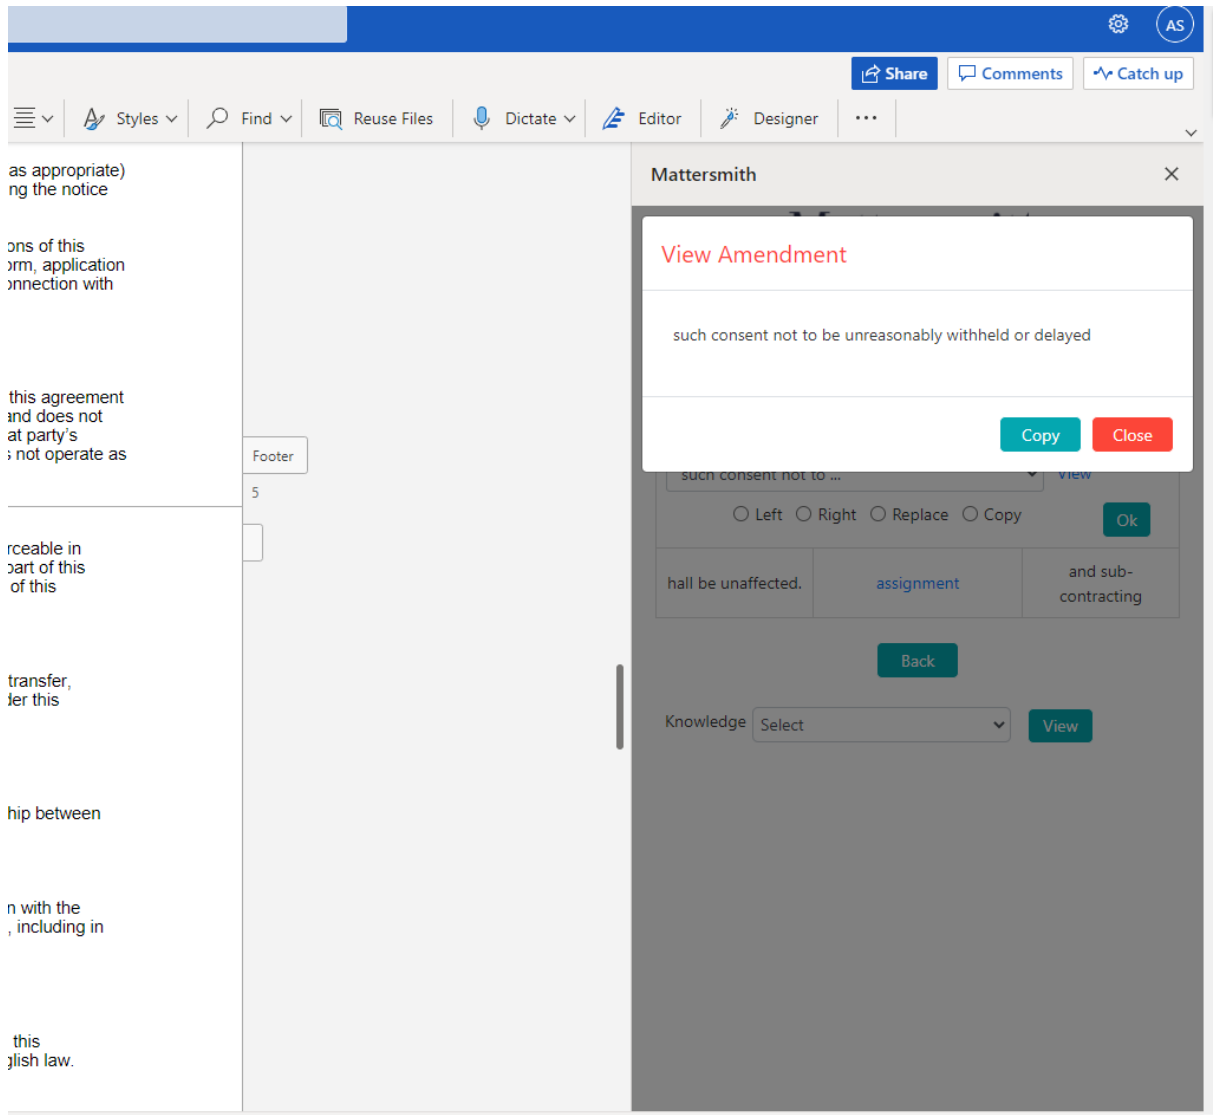 AS
Share
Comments
Catch up
Styles
Find
Reuse Files
Dictate
Editor
Designer
...
as appropriate)
ng the notice
ons of this
orm, application
onnection with
this agreement
and does not
at party's
s not operate as
Footer
5
rceable in
part of this
of this
transfer,
der this
hip between
n with the
, including in
this
glish law.
Mattersmith
View Amendment
such consent not to be unreasonably withheld or delayed
Copy
Close
such consent not to ...
View
Left
Right
Replace
Copy
Ok
hall be unaffected.
assignment
and sub-
contracting
Back
Knowledge
Select
View